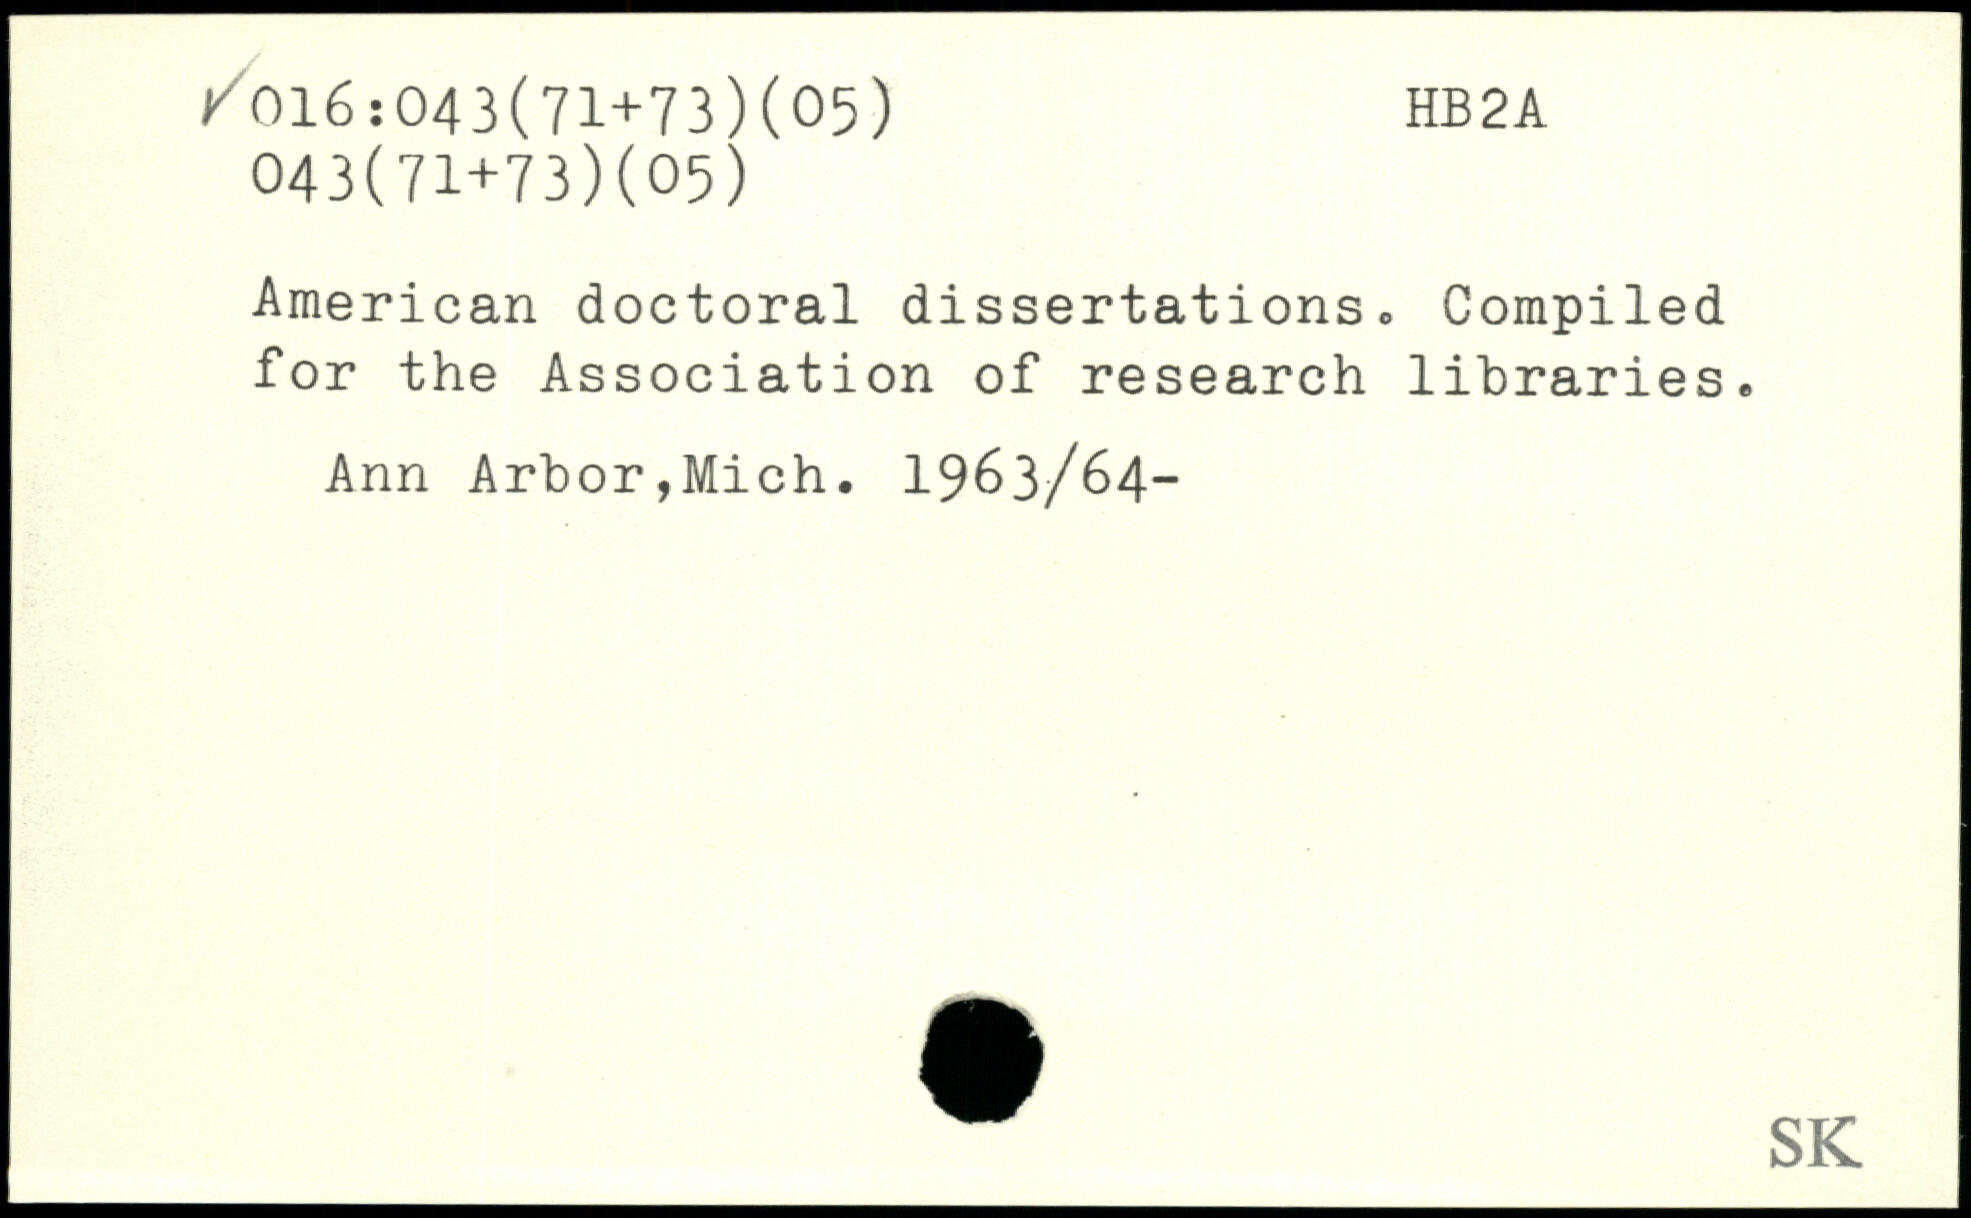 ✓016:043(71+73)(05) HB2A
043(71+73)(05)
American doctoral dissertations. Compiled
for the Association of research libraries.
Ann Arbor,Mich. 1963/64-
SK